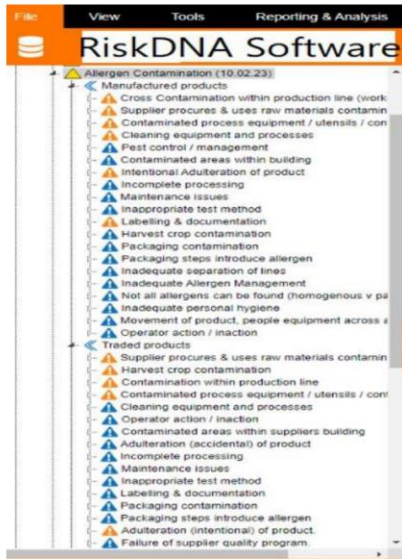 File View Tools Reporting & Analysis
RiskDNA Software
Allergen Contamination (10.02.23)
Manufactured products
Cross Contamination within production line (work
Supplier procures & uses raw materials contamin
Contaminated process equipment / utensils / con
Cleaning equipment and processes
Pest control / management
Contaminated areas within building
Intentional Adulteration of product
Incomplete processing
Maintenance issues
Inappropriate test method
Labelling & documentation
Harvest crop contamination
Packaging contamination
Packaging steps introduce allergen
Inadequate separation of lines
Inadequate Allergen Management
Not all allergens can be found (homogenous v pa
Inadequate personal hygiene
Movement of product, people equipment across a
Operator action / inaction
Traded products
Supplier procures & uses raw materials contamin
Harvest crop contamination
Contamination within production line
Contaminated process equipment / utensils / con
Cleaning equipment and processes
Operator action / inaction
Contaminated areas within suppliers building
Adulteration (accidental) of product
Incomplete processing
Maintenance issues
Inappropriate test method
Labelling & documentation
Packaging contamination
Packaging steps introduce allergen
Adulteration (intentional) of product.
Failure of supplier quality program.